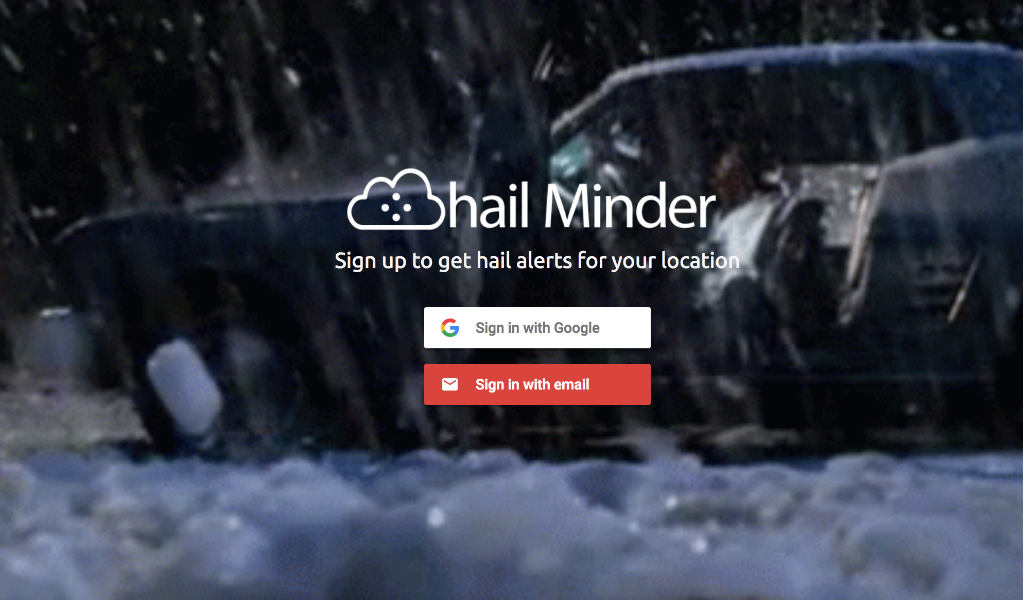 hail Minder
Sign up to get hail alerts for your location
Sign in with Google
Sign in with email